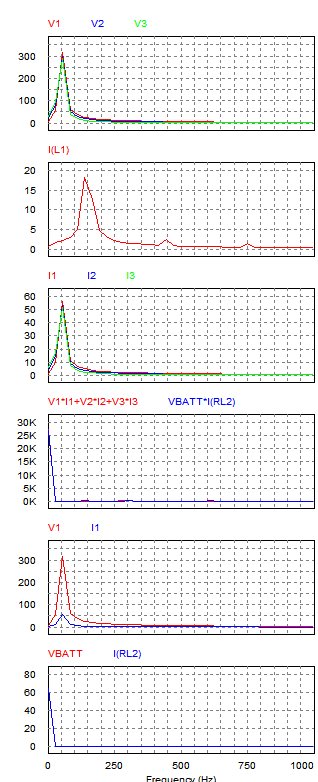 V1 V2 V3
300
200
100
0
I(L1)
20
15
10
5
0
I1 I2 I3
60
50
40
30
20
10
0
V1*I1+V2*I2+V3*I3 VBATT*I(RL2)
30K
25K
20K
15K
10K
5K
0K
V1 I1
300
200
100
0
VBATT I(RL2)
80
60
40
20
0
0 250 500 750 1000
Frequency (Hz)